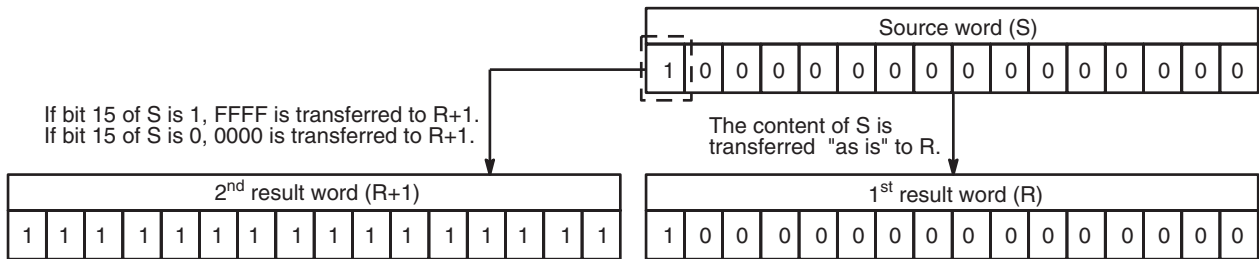 Source word (S)
1 0 0 0 0 0 0 0 0 0 0 0 0 0 0 0
If bit 15 of S is 1, FFFF is transferred to R+1.
If bit 15 of S is 0, 0000 is transferred to R+1.
The content of S is
transferred "as is" to R.
2nd result word (R+1)
1 1 1 1 1 1 1 1 1 1 1 1 1 1 1 1
1st result word (R)
1 0 0 0 0 0 0 0 0 0 0 0 0 0 0 0